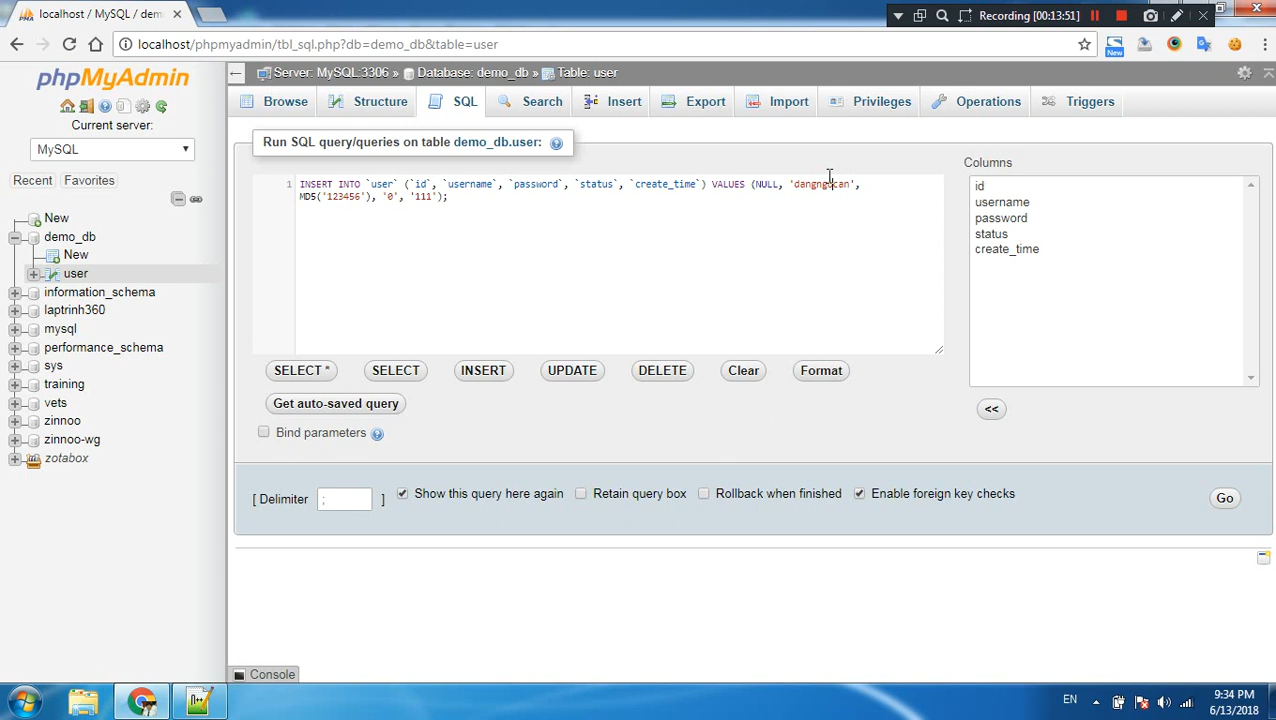 localhost / MySQL / dem
Recording [00:13:51]
localhost/phpmyadmin/tbl_sql.php?db=demo_db&table=user
New
phpMyAdmin
Current server:
MySQL
Recent Favorites
New
demo_db
New
user
information_schema
laptrinh360
mysql
performance_schema
sys
training
vets
zinnoo
zinnoo-wg
zotabox
Server: MySQL:3306 » Database: demo_db » Table: user
Browse Structure SQL Search Insert Export Import Privileges Operations Triggers
Run SQL query/queries on table demo_db.user:
1 INSERT INTO `user` (`id`, `username`, `password`, `status`, `create_time`) VALUES (NULL,
MD5('123456'), '0', '111');
SELECT * SELECT INSERT UPDATE DELETE Clear Format
Get auto-saved query
Bind parameters
Columns
id
username
password
status
create_time
<<
[ Delimiter ; ] Show this query here again Retain query box Rollback when finished Enable foreign key checks Go
Console
EN
9:34 PM
6/13/2018